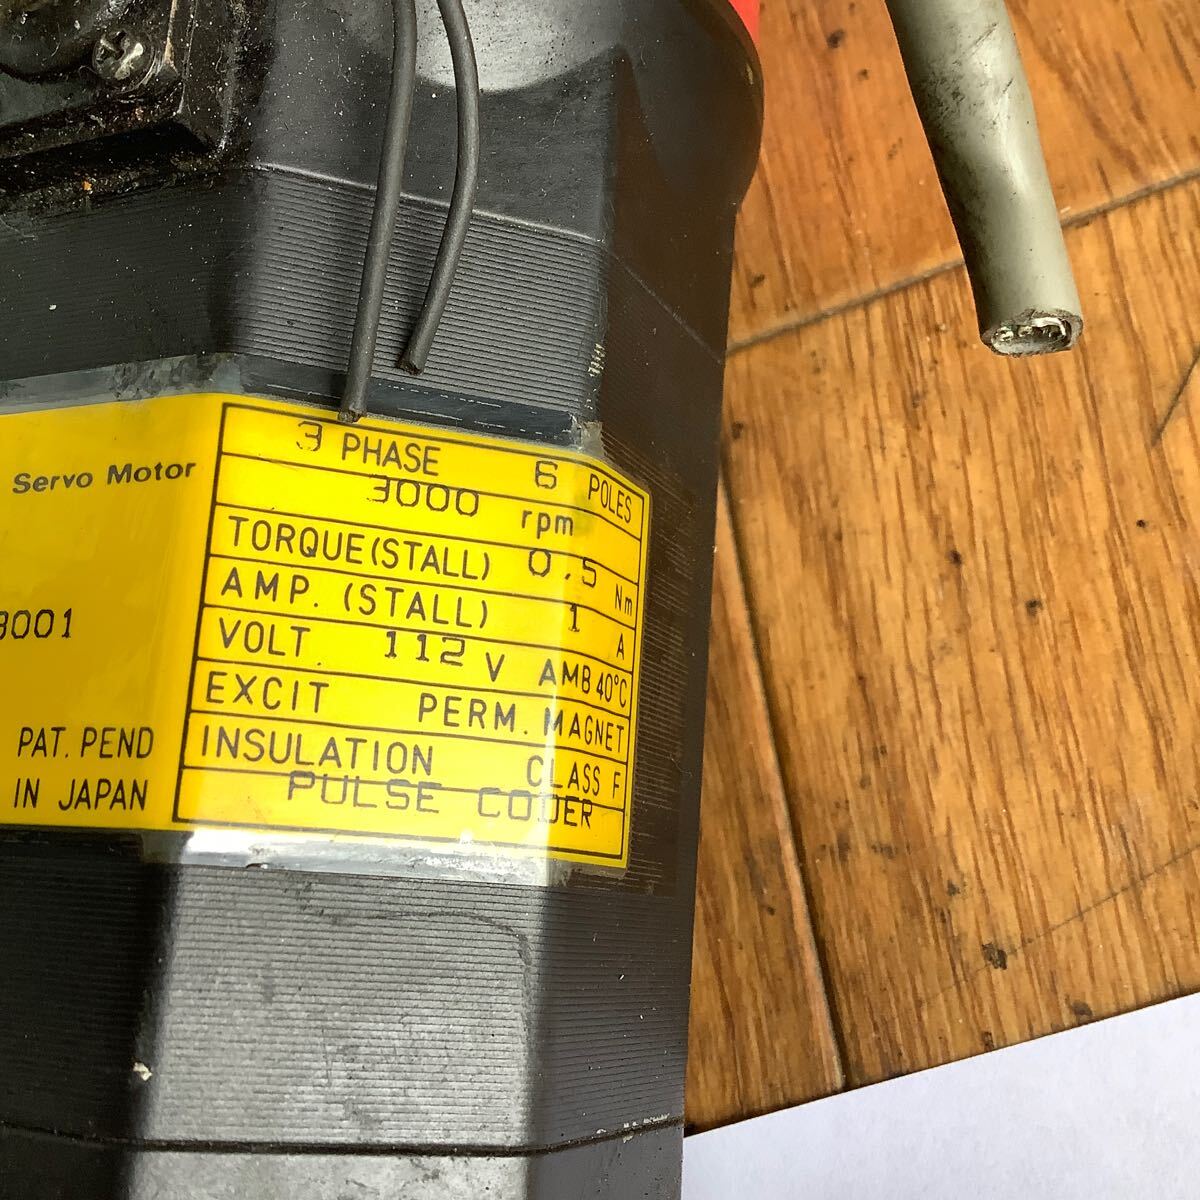 Servo Motor
3001
PAT. PEND
IN JAPAN
3 PHASE 6 POLES
3000 rpm
TORQUE(STALL) 0.5 Nm
AMP. (STALL) 1 A
VOLT. 112 V AMB 40°C
EXCIT PERM. MAGNET
INSULATION CLASS F
PULSE CODER